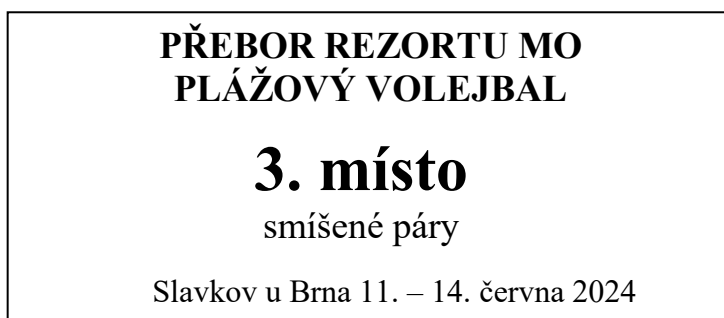 PŘEBOR REZORTU MO
PLÁŽOVÝ VOLEJBAL
3. místo
smíšené páry
Slavkov u Brna 11. – 14. června 2024